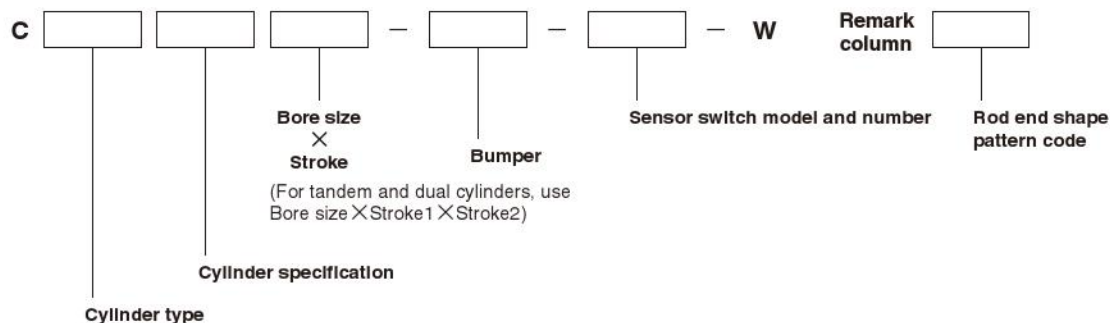 C – – – W Remark column
Bore size
×
Stroke
(For tandem and dual cylinders, use
Bore size×Stroke1×Stroke2)
Bumper
Sensor switch model and number
Rod end shape
pattern code
Cylinder specification
Cylinder type